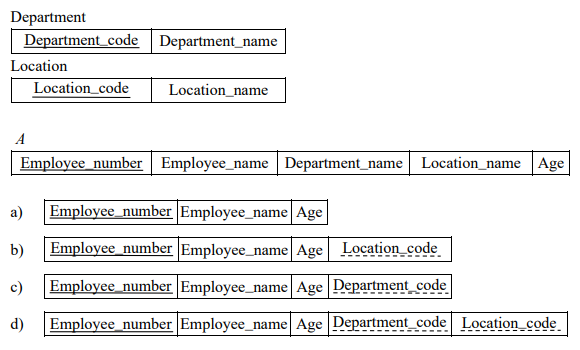 Department
Department_code Department_name
Location
Location_code Location_name
A
Employee_number Employee_name Department_name Location_name Age
a) Employee_number Employee_name Age
b) Employee_number Employee_name Age Location_code
c) Employee_number Employee_name Age Department_code
d) Employee_number Employee_name Age Department_code Location_code